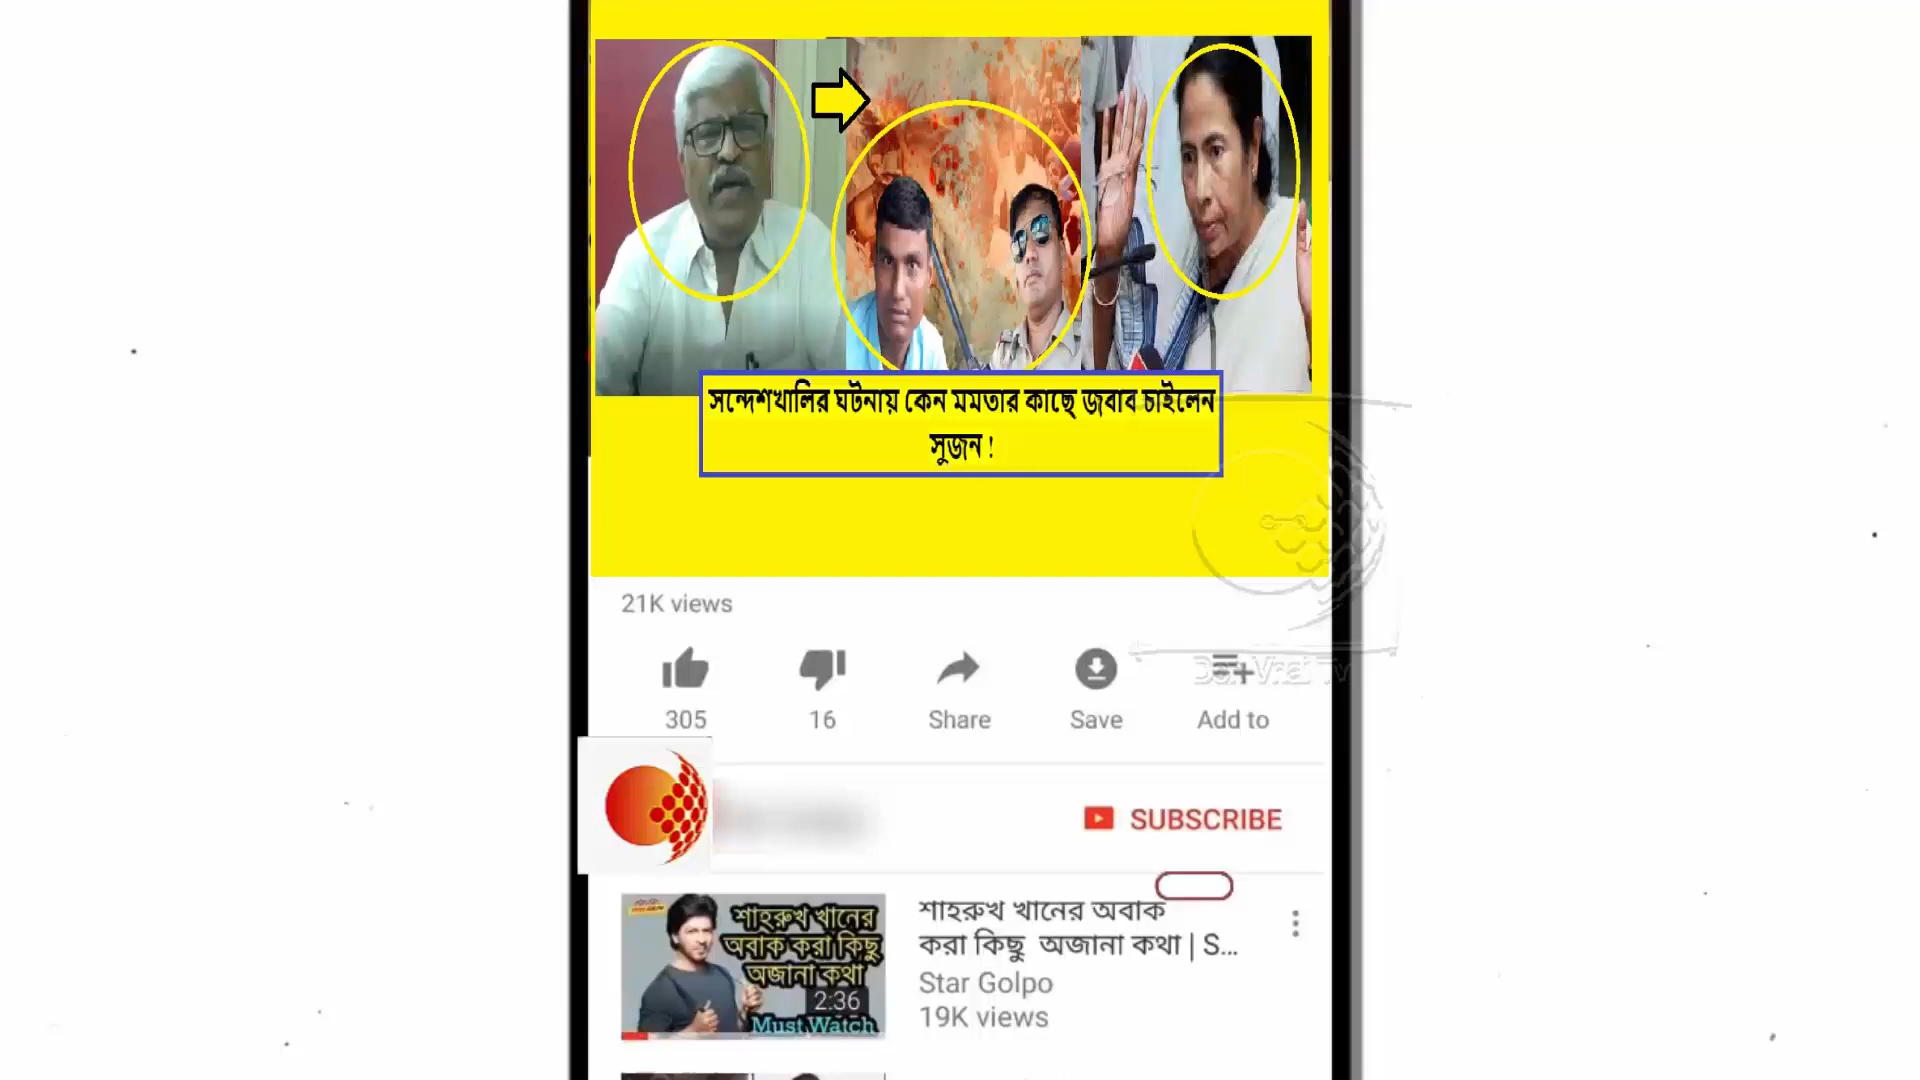 সন্দেশখালির ঘটনায় কেন মমতার কাছে জবাব চাইলেন
সুজন !
21K views
305
16
Share
Save
Add to
SUBSCRIBE
শাহরুখ খানের
অবাক করা কিছু
অজানা কথা
2:36
Must Watch
শাহরুখ খানের অবাক
করা কিছু অজানা কথা | S...
Star Golpo
19K views